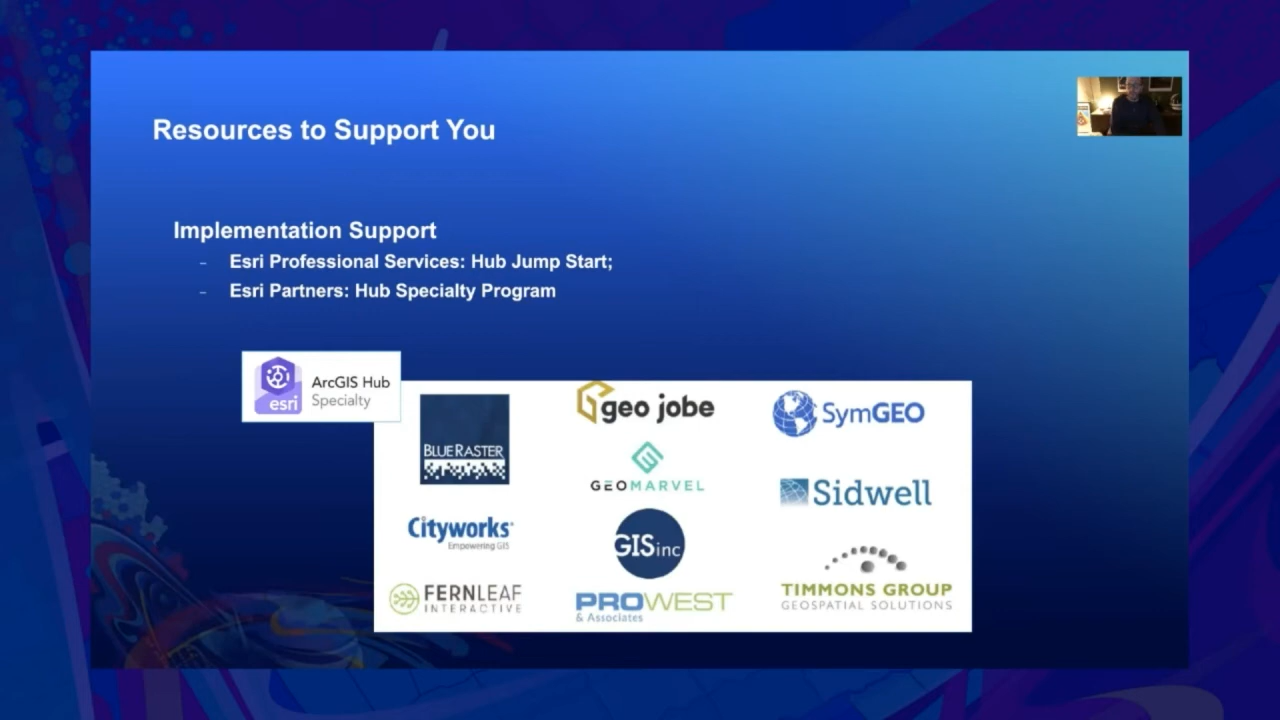 Resources to Support You
Implementation Support
- Esri Professional Services: Hub Jump Start;
- Esri Partners: Hub Specialty Program
esri
ArcGIS Hub
Specialty
BLUE RASTER
geo jobe
SymGEO
GEOMARVEL
Sidwell
Cityworks
Empowering GIS
GISinc
FERNLEAF
INTERACTIVE
PROWEST
& Associates
TIMMONS GROUP
GEOSPATIAL SOLUTIONS